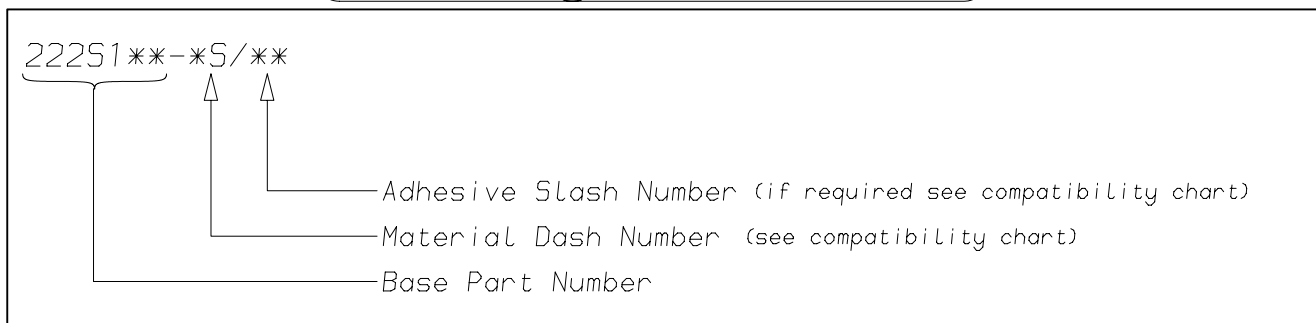 222S1**-*S/**
Adhesive Slash Number (if required see compatibility chart)
Material Dash Number (see compatibility chart)
Base Part Number